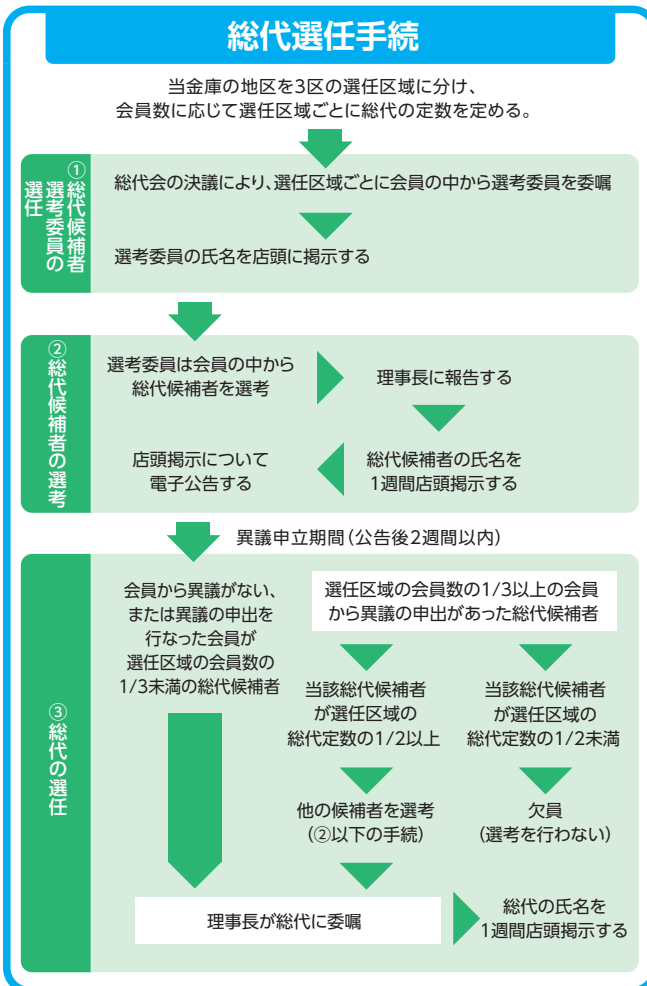 総代選任手続
当金庫の地区を3区の選任区域に分け、
会員数に応じて選任区域ごとに総代の定数を定める。
①総代候補者
選考委員の
選任
総代会の決議により、選任区域ごとに会員の中から選考委員を委嘱
選考委員の氏名を店頭に掲示する
②総代候補者の選考
選考委員は会員の中から
総代候補者を選考
理事長に報告する
総代候補者の氏名を
1週間店頭掲示する
店頭掲示について
電子公告する
異議申立期間(公告後2週間以内)
③総代の選任
会員から異議がない、
または異議の申出を
行なった会員が
選任区域の会員数の
1/3未満の総代候補者
選任区域の会員数の1/3以上の会員
から異議の申出があった総代候補者
当該総代候補者
が選任区域の
総代定数の1/2以上
当該総代候補者
が選任区域の
総代定数の1/2未満
他の候補者を選考
(②以下の手続)
欠員
(選考を行わない)
理事長が総代に委嘱
総代の氏名を
1週間店頭掲示する